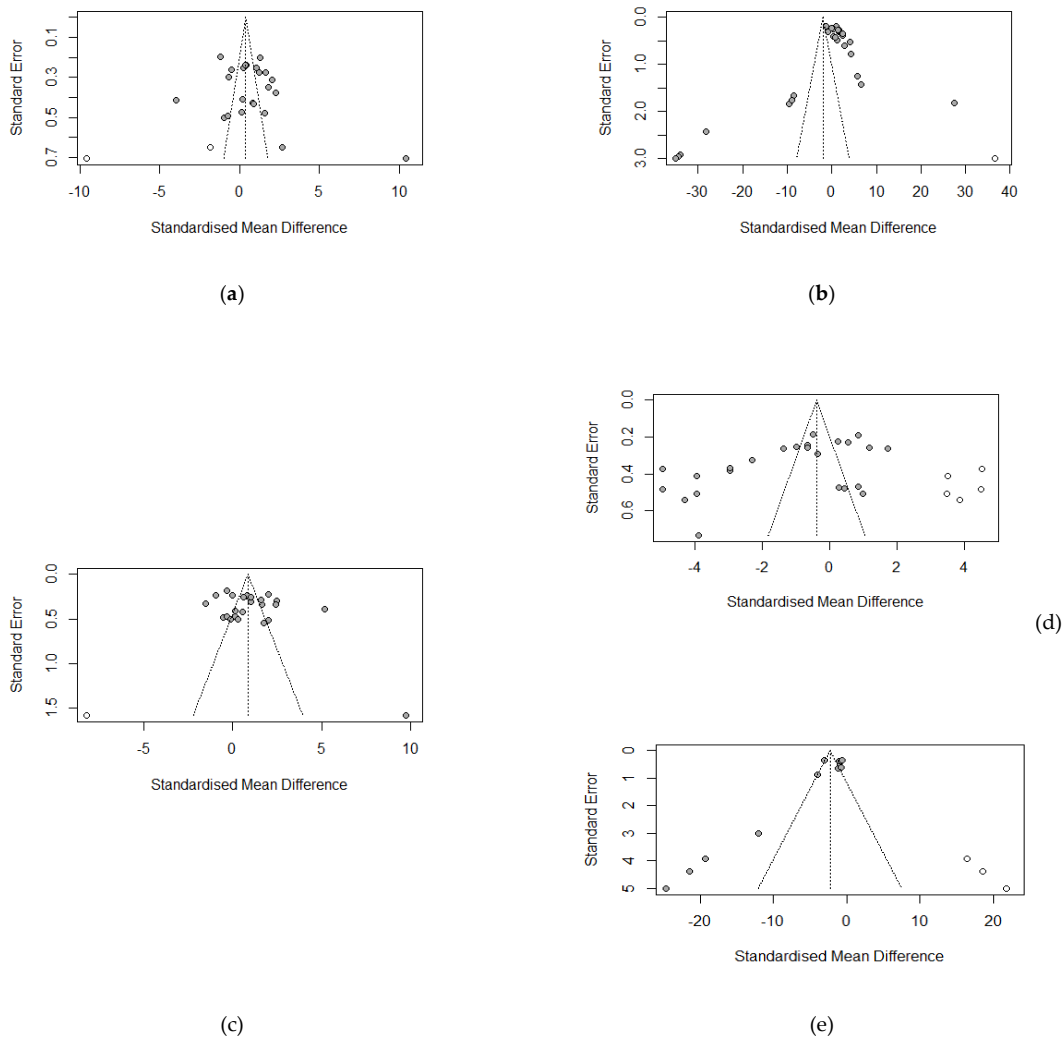 Standard Error
0.1 0.3 0.5 0.7
-10 -5 0 5 10
Standardised Mean Difference
(a)
Standard Error
0.0 1.0 2.0 3.0
-30 -20 -10 0 10 20 30 40
Standardised Mean Difference
(b)
Standard Error
0.0 0.5 1.0 1.5
-5 0 5 10
Standardised Mean Difference
(c)
Standard Error
0.0 0.2 0.4 0.6
-4 -2 0 2 4
Standardised Mean Difference
(d)
Standard Error
0 1 2 3 4 5
-20 -10 0 10 20
Standardised Mean Difference
(e)